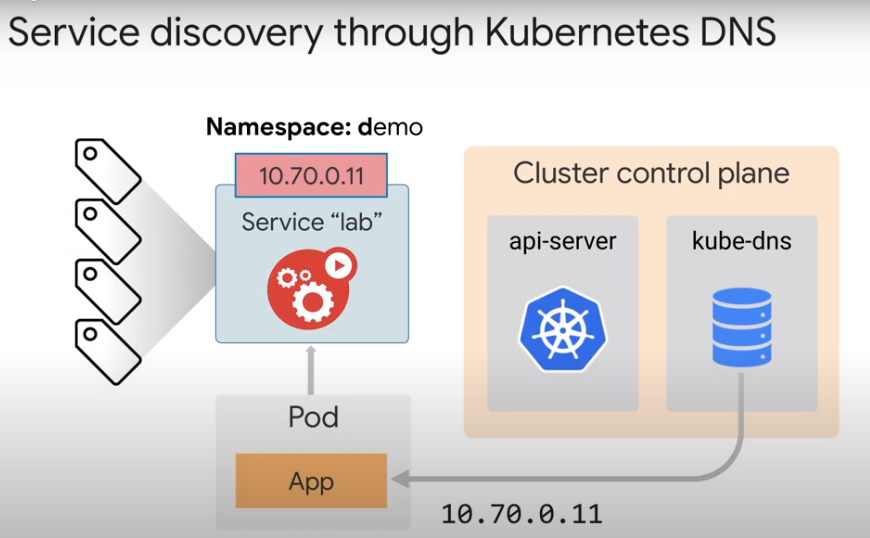 Service discovery through Kubernetes DNS
Namespace: demo
10.70.0.11
Service “lab”
Cluster control plane
api-server
kube-dns
Pod
App
10.70.0.11